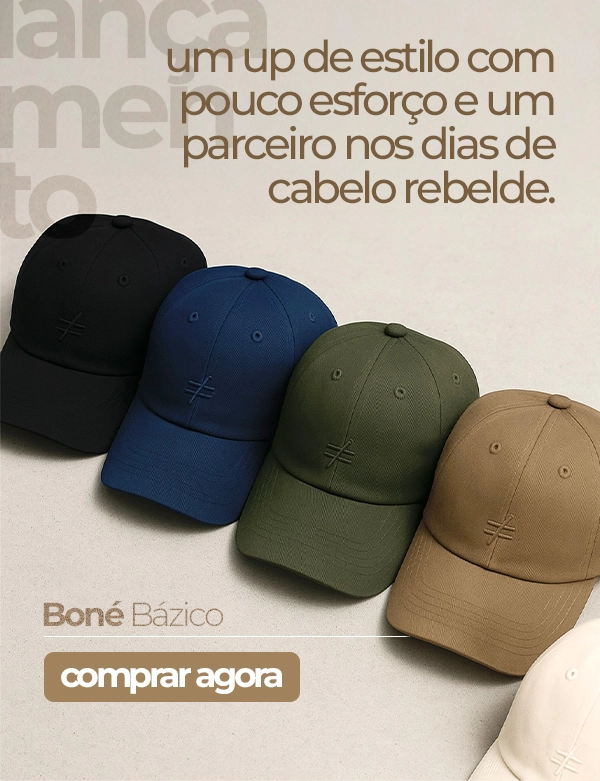 lança
men
to
um up de estilo com
pouco esforço e um
parceiro nos dias de
cabelo rebelde.
Boné Bázico
comprar agora